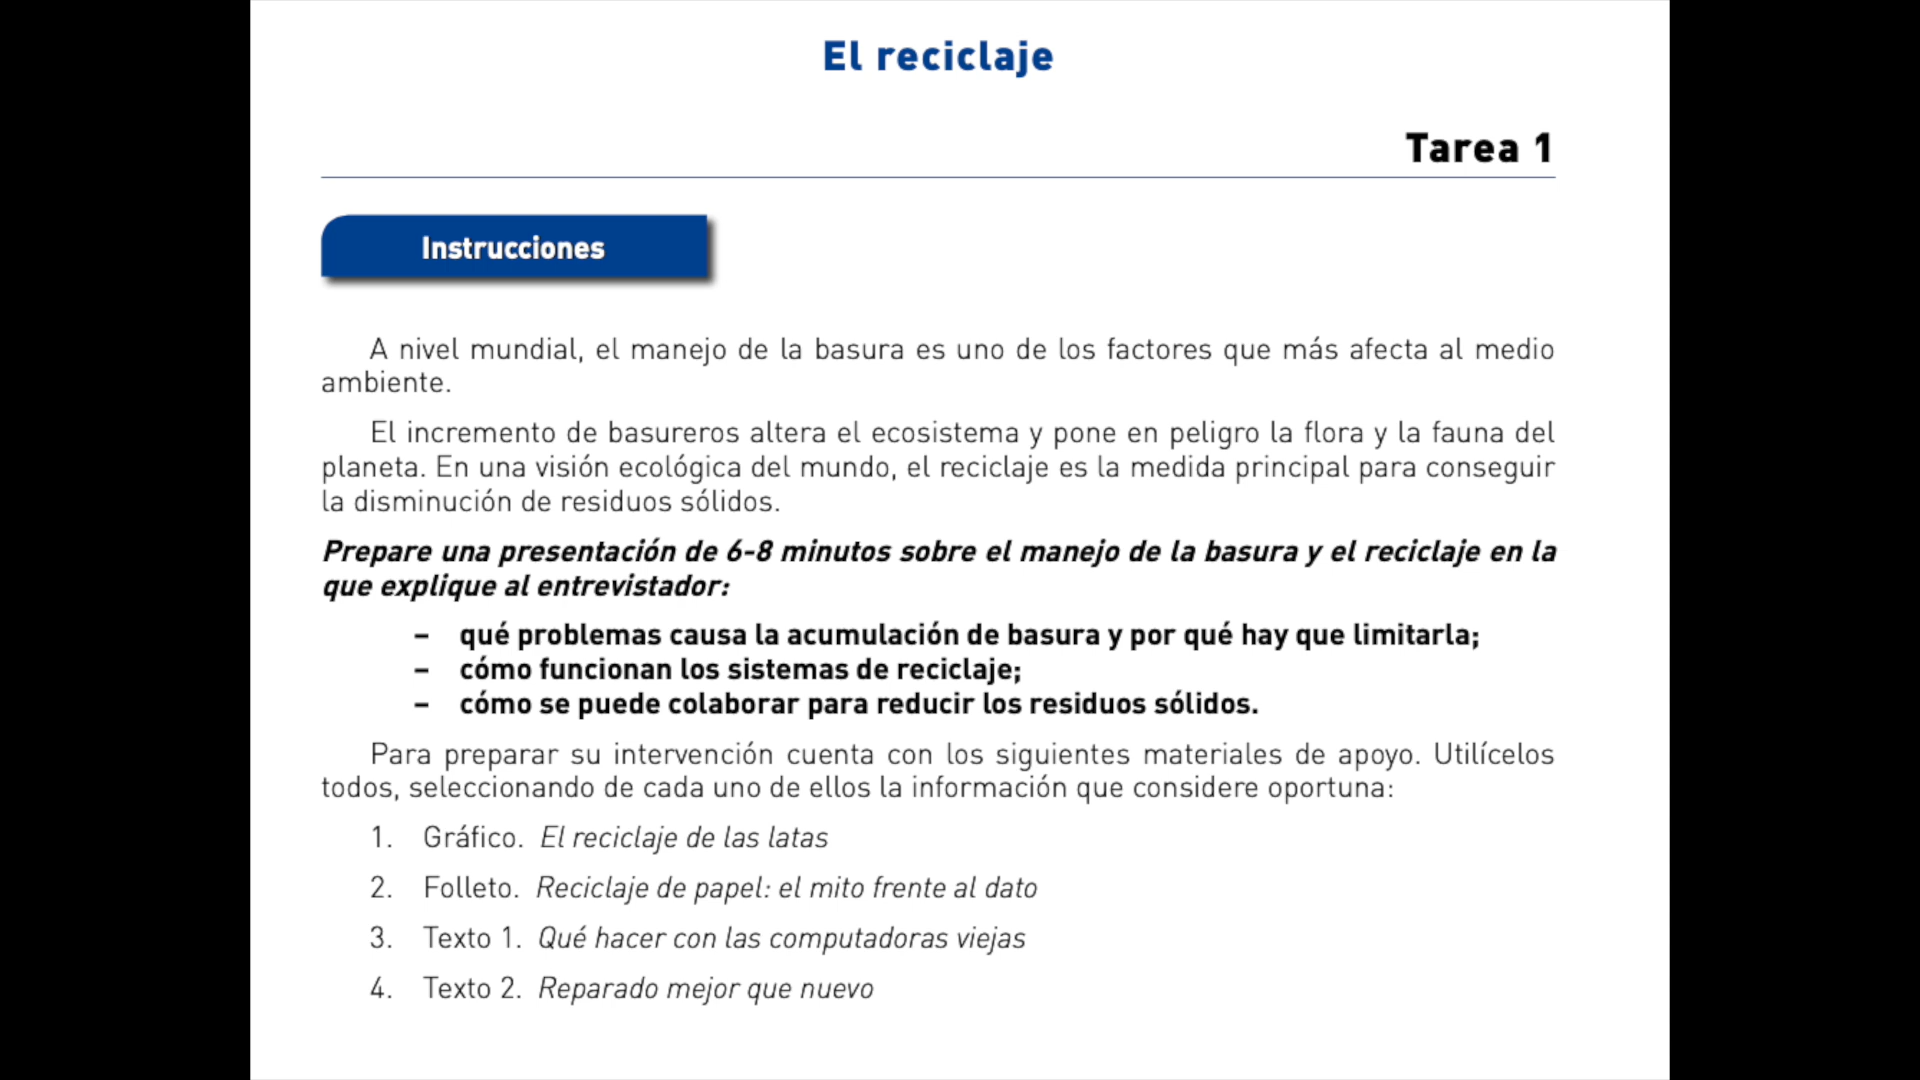 El reciclaje
Tarea 1
Instrucciones
A nivel mundial, el manejo de la basura es uno de los factores que más afecta al medio
ambiente.
El incremento de basureros altera el ecosistema y pone en peligro la flora y la fauna del
planeta. En una visión ecológica del mundo, el reciclaje es la medida principal para conseguir
la disminución de residuos sólidos.
Prepare una presentación de 6-8 minutos sobre el manejo de la basura y el reciclaje en la
que explique al entrevistador:
– qué problemas causa la acumulación de basura y por qué hay que limitarla;
– cómo funcionan los sistemas de reciclaje;
– cómo se puede colaborar para reducir los residuos sólidos.
Para preparar su intervención cuenta con los siguientes materiales de apoyo. Utilícelos
todos, seleccionando de cada uno de ellos la información que considere oportuna:
1. Gráfico. El reciclaje de las latas
2. Folleto. Reciclaje de papel: el mito frente al dato
3. Texto 1. Qué hacer con las computadoras viejas
4. Texto 2. Reparado mejor que nuevo